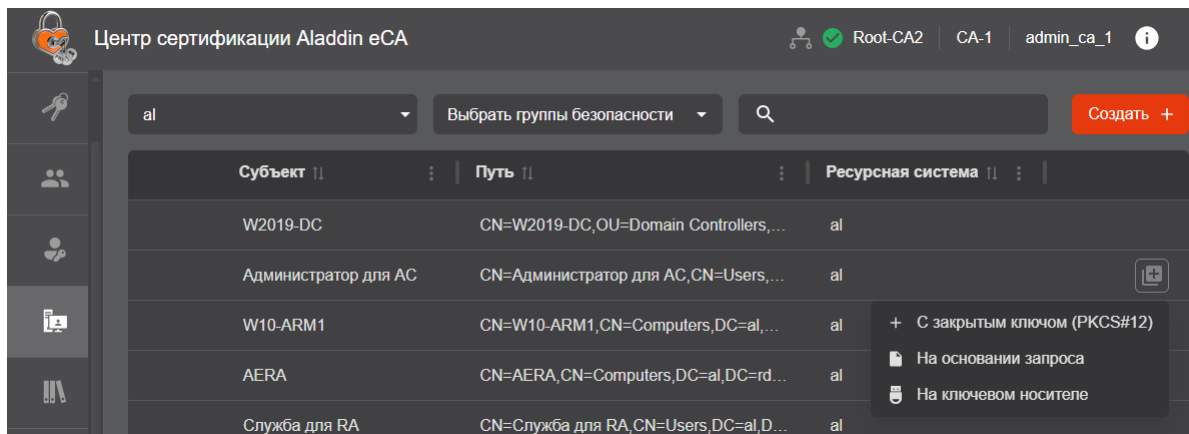 Центр сертификации Aladdin eCA Root-CA2 CA-1 admin_ca_1 i
al Выбрать группы безопасности Создать +
Субъект Путь Ресурсная система
W2019-DC CN=W2019-DC,OU=Domain Controllers,... al
Администратор для АС CN=Администратор для АС,CN=Users,... al
W10-ARM1 CN=W10-ARM1,CN=Computers,DC=al,... al
+ С закрытым ключом (PKCS#12)
На основании запроса
AERA CN=AERA,CN=Computers,DC=al,DC=rd... al
На ключевом носителе
Служба для RA CN=Служба для RA,CN=Users,DC=al,D... al